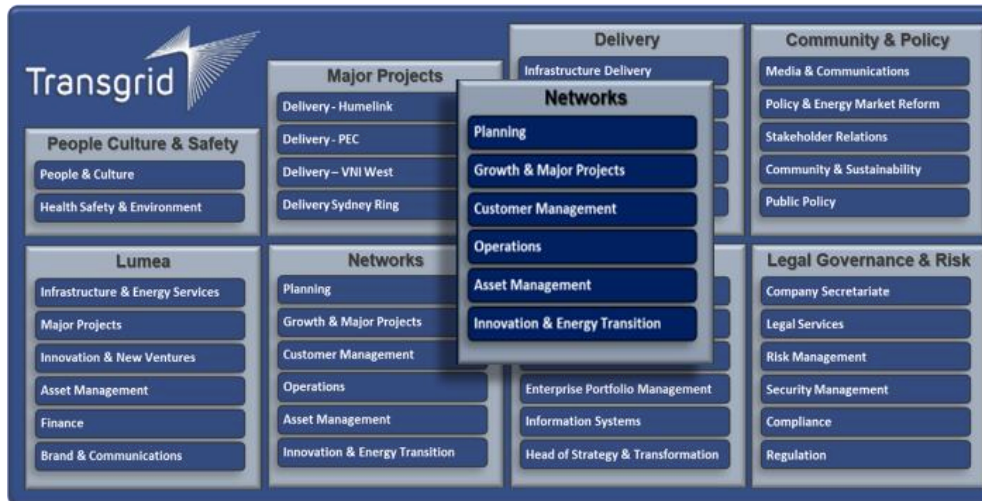 Transgrid
People Culture & Safety
People & Culture
Health Safety & Environment
Major Projects
Delivery - Humelink
Delivery - PEC
Delivery – VNI West
Delivery Sydney Ring
Delivery
Infrastructure Delivery
Community & Policy
Media & Communications
Policy & Energy Market Reform
Stakeholder Relations
Community & Sustainability
Public Policy
Networks
Planning
Growth & Major Projects
Customer Management
Operations
Asset Management
Innovation & Energy Transition
Lumea
Infrastructure & Energy Services
Major Projects
Innovation & New Ventures
Asset Management
Finance
Brand & Communications
Networks
Planning
Growth & Major Projects
Customer Management
Operations
Asset Management
Innovation & Energy Transition
Enterprise Portfolio Management
Information Systems
Head of Strategy & Transformation
Legal Governance & Risk
Company Secretariate
Legal Services
Risk Management
Security Management
Compliance
Regulation